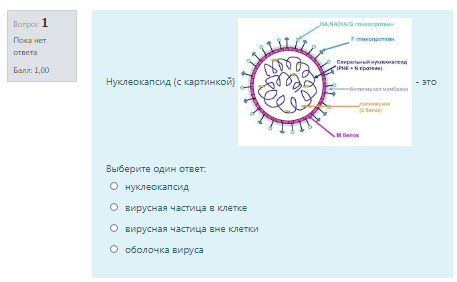 Вопрос 1
Пока нет
ответа
Балл: 1,00
HA/NA/HN/G гликопротеин
F гликопротеин
Спиральный нуклеокапсид
(РНК + N протеин)
Нуклеокапсид (с картинкой)
- это
билипидная мембрана
полимераза
(2 белка)
M белок
Выберите один ответ:
нуклеокапсид
вирусная частица в клетке
вирусная частица вне клетки
оболочка вируса